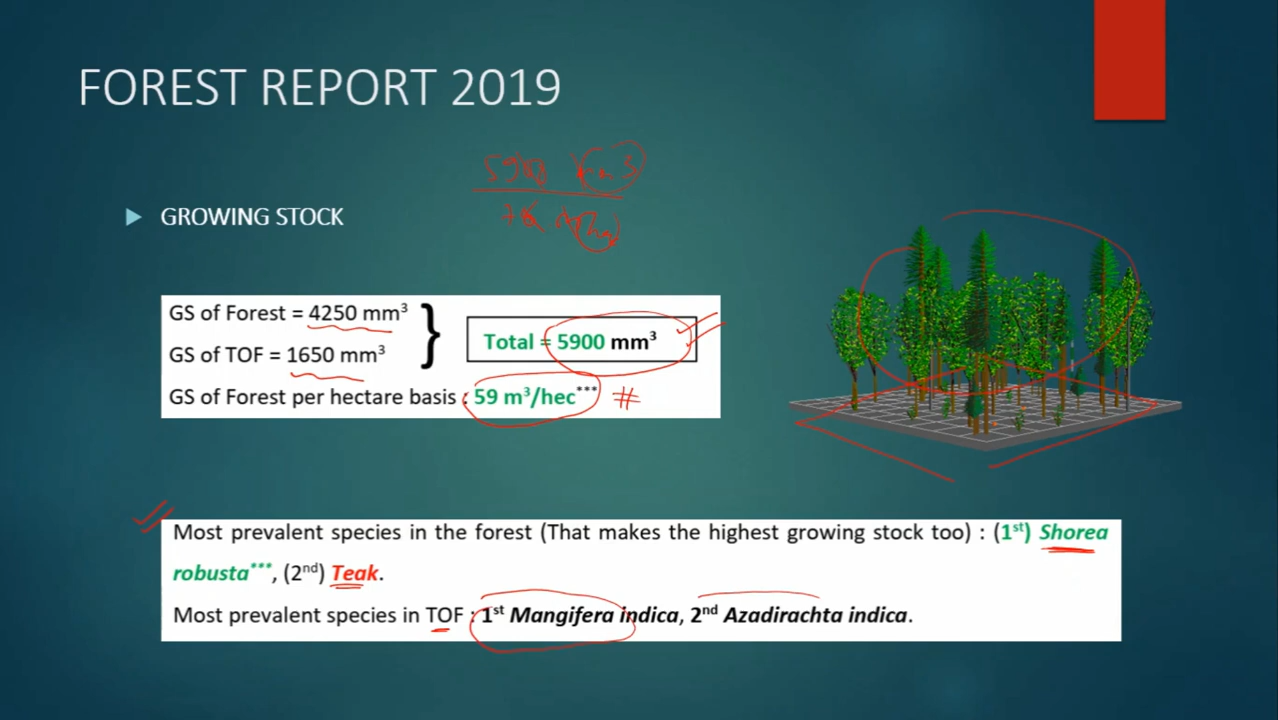 FOREST REPORT 2019
GROWING STOCK
GS of Forest = 4250 mm³
GS of TOF = 1650 mm³
Total = 5900 mm³
GS of Forest per hectare basis : 59 m³/hec***
#
Most prevalent species in the forest (That makes the highest growing stock too) : (1st) Shorea
robusta***, (2nd) Teak.
Most prevalent species in TOF : 1st Mangifera indica, 2nd Azadirachta indica.